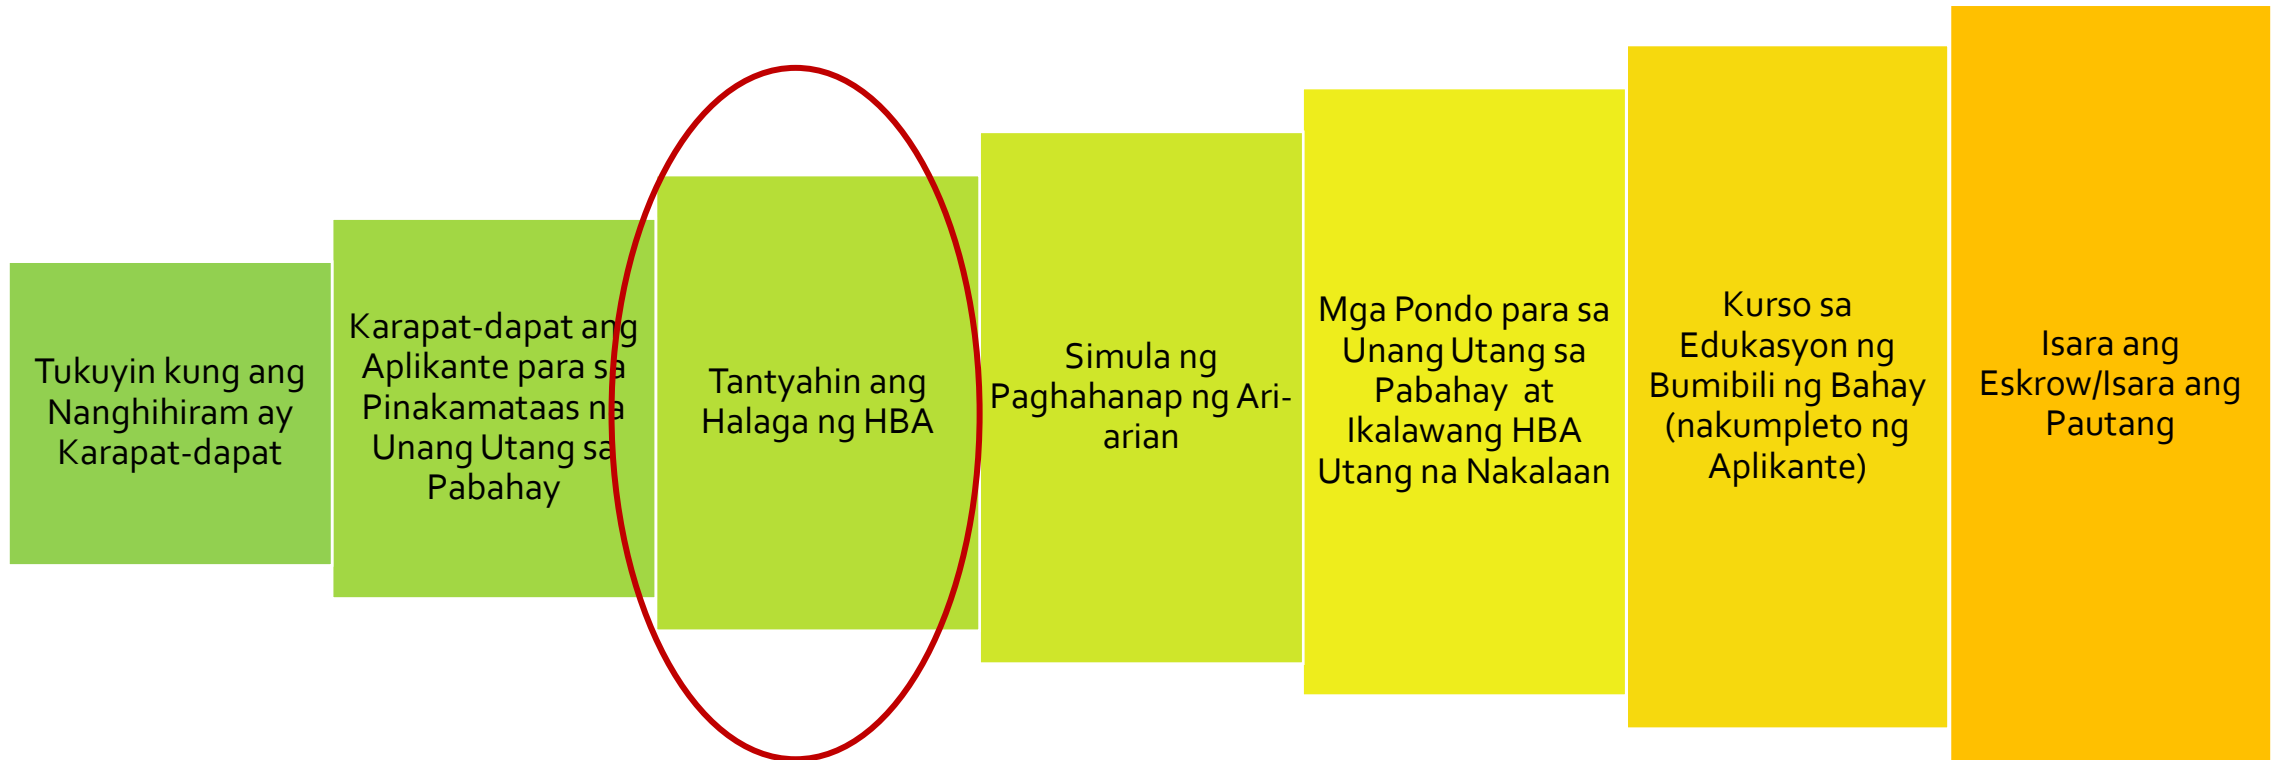 Tukuyin kung ang
Nanghihiram ay
Karapat-dapat
Karapat-dapat ang
Aplikante para sa
Pinakamataas na
Unang Utang sa
Pabahay
Tantyahin ang
Halaga ng HBA
Simula ng
Paghahanap ng Ari-
arian
Mga Pondo para sa
Unang Utang sa
Pabahay at
Ikalawang HBA
Utang na Nakalaan
Kurso sa
Edukasyon ng
Bumibili ng Bahay
(nakumpleto ng
Aplikante)
Isara ang
Eskrow/Isara ang
Pautang